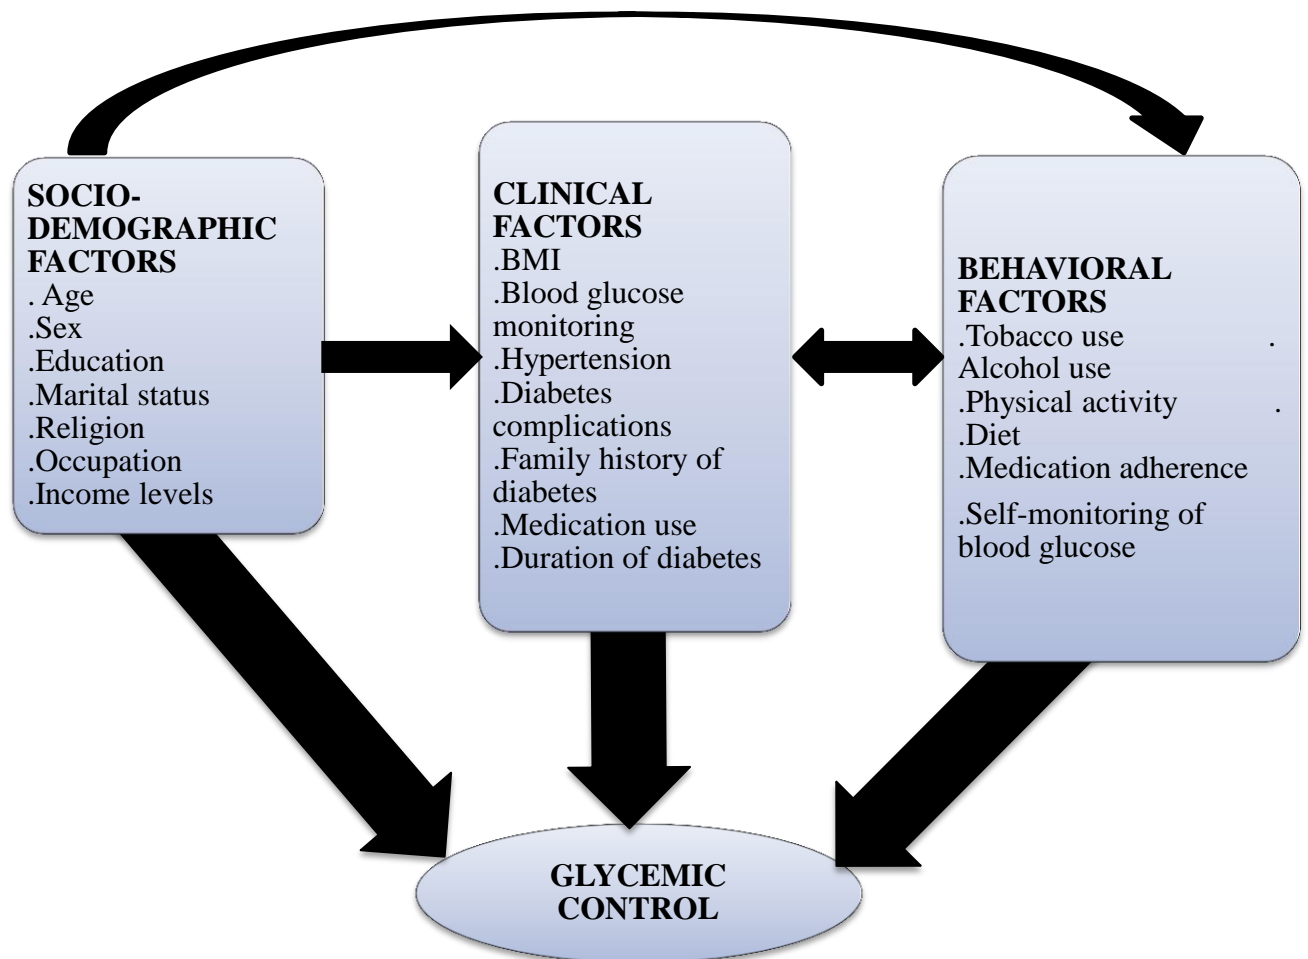 SOCIO-
DEMOGRAPHIC
FACTORS
. Age
.Sex
.Education
.Marital status
.Religion
.Occupation
.Income levels
CLINICAL
FACTORS
.BMI
.Blood glucose
monitoring
.Hypertension
.Diabetes
complications
.Family history of
diabetes
.Medication use
.Duration of diabetes
BEHAVIORAL
FACTORS
.Tobacco use .
Alcohol use
.Physical activity .
.Diet
.Medication adherence
.Self-monitoring of
blood glucose
GLYCEMIC
CONTROL